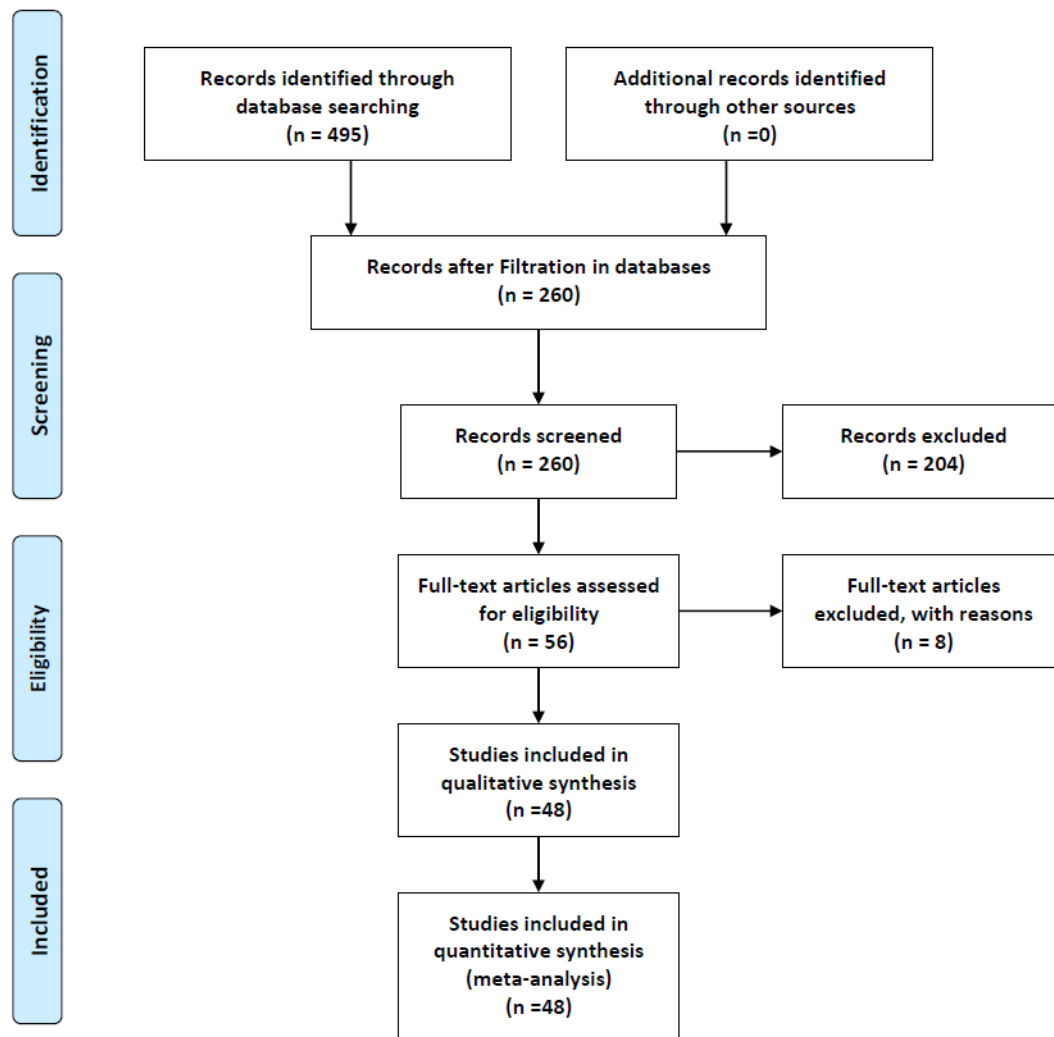 Identification
Records identified through
database searching
(n = 495)
Additional records identified
through other sources
(n =0)
Records after Filtration in databases
(n = 260)
Screening
Records screened
(n = 260)
Records excluded
(n = 204)
Eligibility
Full-text articles assessed
for eligibility
(n = 56)
Full-text articles
excluded, with reasons
(n = 8)
Studies included in
qualitative synthesis
(n =48)
Included
Studies included in
quantitative synthesis
(meta-analysis)
(n =48)